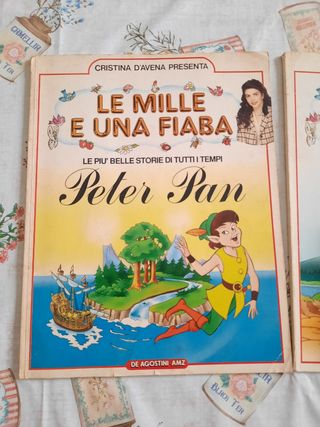 CRISTINA D'AVENA PRESENTA
LE MILLE
E UNA FIABA
LE PIU' BELLE STORIE DI TUTTI I TEMPI
Peter Pan
DE AGOSTINI AMZ